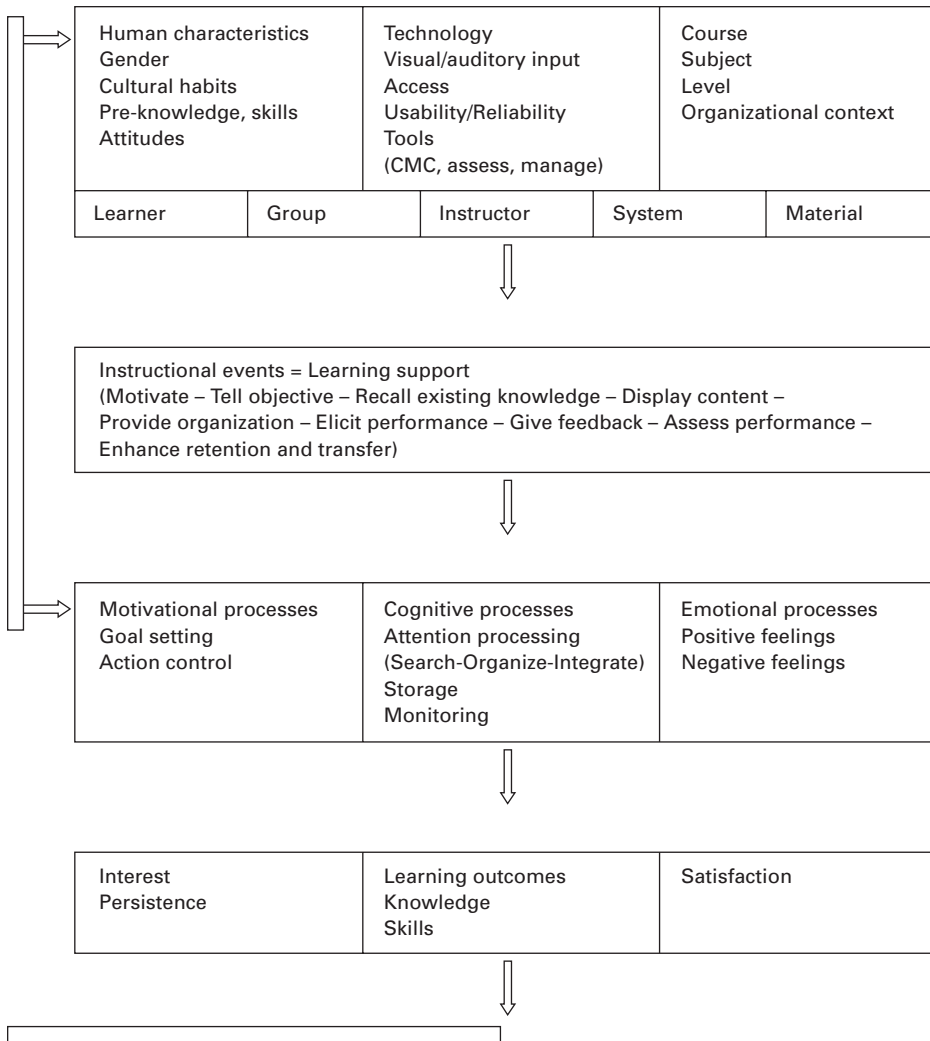 Human characteristics
Gender
Cultural habits
Pre-knowledge, skills
Attitudes
Technology
Visual/auditory input
Access
Usability/Reliability
Tools
(CMC, assess, manage)
Course
Subject
Level
Organizational context
Learner
Group
Instructor
System
Material
Instructional events = Learning support
(Motivate – Tell objective – Recall existing knowledge – Display content –
Provide organization – Elicit performance – Give feedback – Assess performance –
Enhance retention and transfer)
Motivational processes
Goal setting
Action control
Cognitive processes
Attention processing
(Search-Organize-Integrate)
Storage
Monitoring
Emotional processes
Positive feelings
Negative feelings
Interest
Persistence
Learning outcomes
Knowledge
Skills
Satisfaction